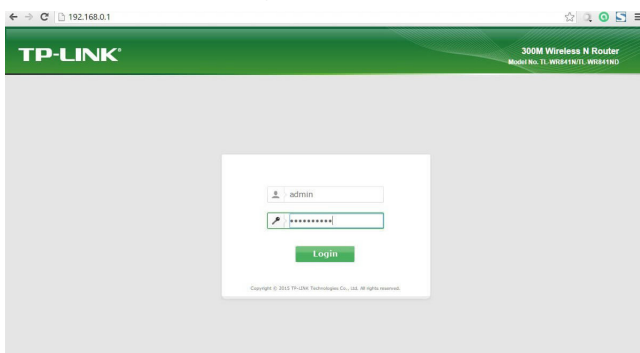 192.168.0.1
TP-LINK®
300M Wireless N Router
Model No. TL-WR841N/TL-WR841ND
admin
••••••••••
Login
Copyright © 2015 TP-LINK Technologies Co., Ltd. All rights reserved.